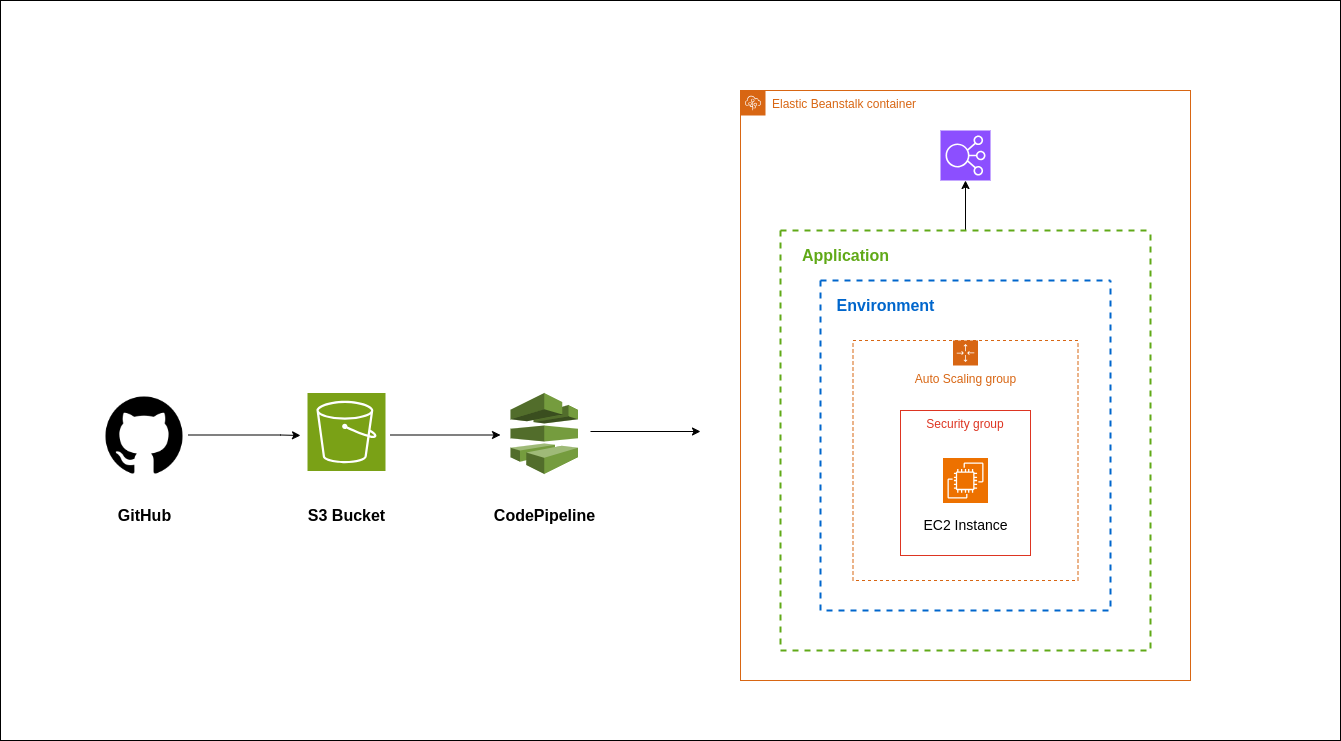 Elastic Beanstalk container
Application
Environment
Auto Scaling group
Security group
EC2 Instance
GitHub
S3 Bucket
CodePipeline